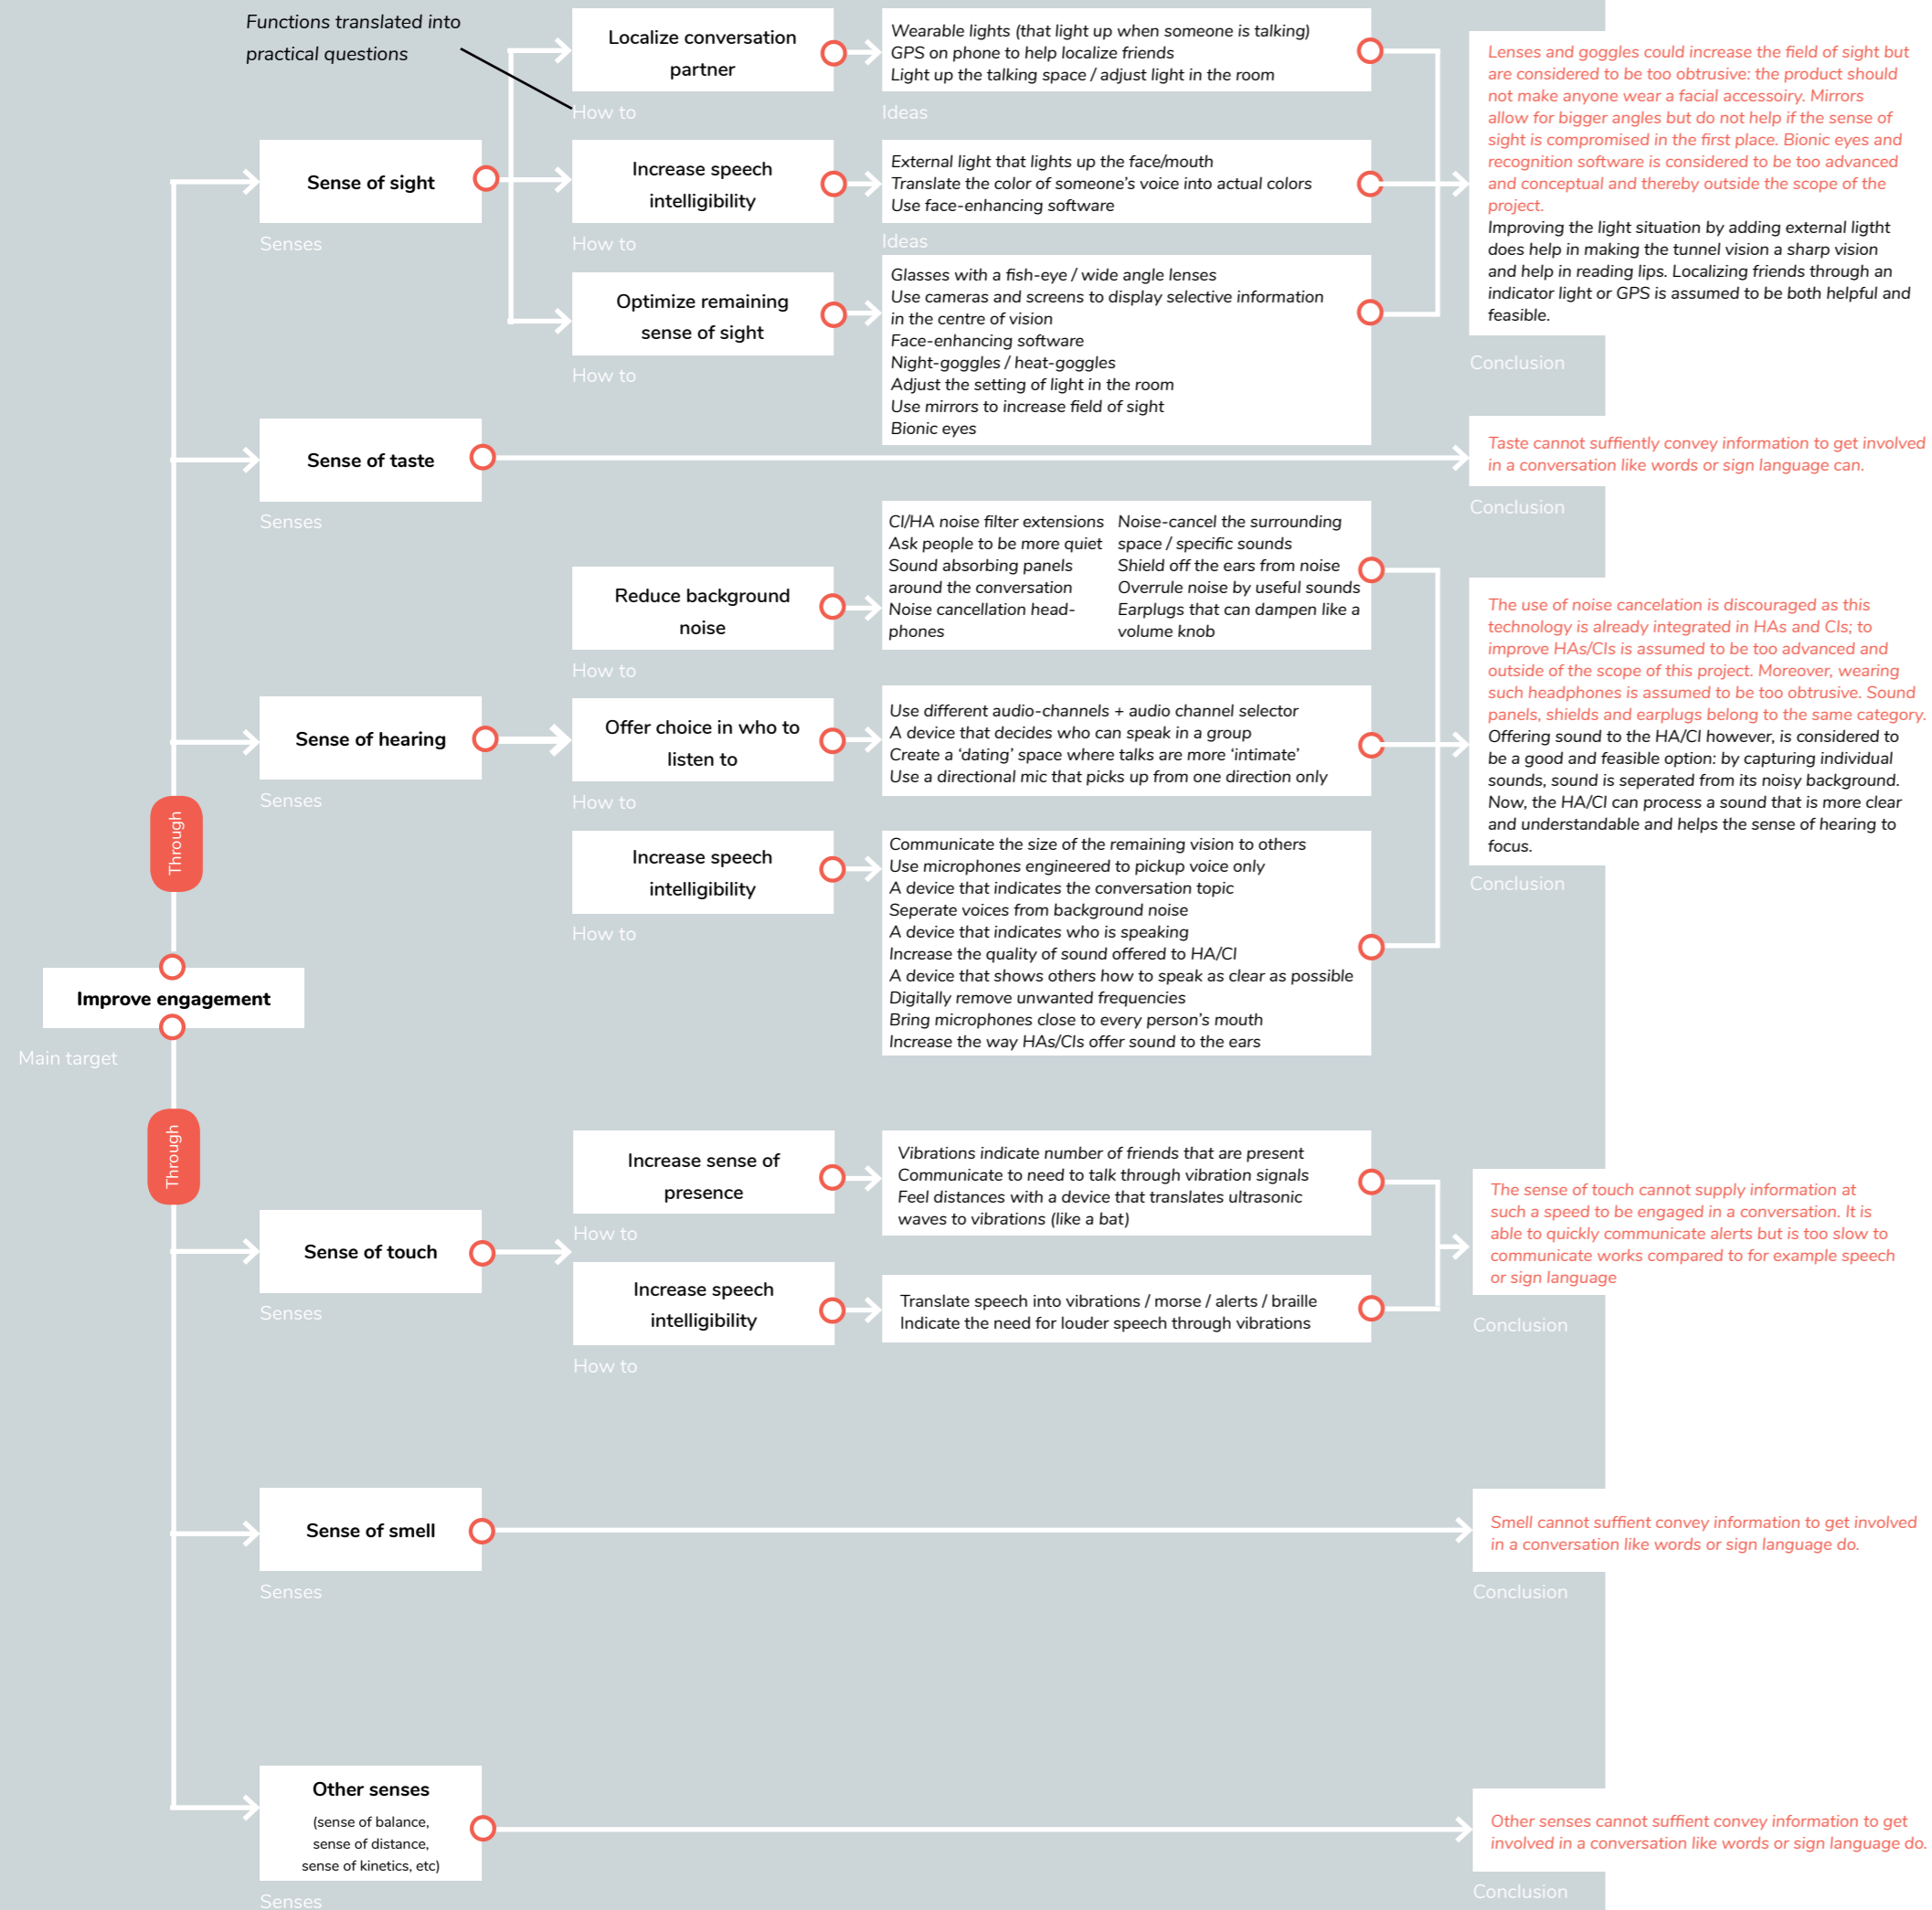 Functions translated into
practical questions
Localize conversation
partner
How to
Wearable lights (that light up when someone is talking)
GPS on phone to help localize friends
Light up the talking space / adjust light in the room
Ideas
Sense of sight
Senses
Increase speech
intelligibility
How to
External light that lights up the face/mouth
Translate the color of someone's voice into actual colors
Use face-enhancing software
Ideas
Optimize remaining
sense of sight
How to
Glasses with a fish-eye / wide angle lenses
Use cameras and screens to display selective information
in the centre of vision
Face-enhancing software
Night-goggles / heat-goggles
Adjust the setting of light in the room
Use mirrors to increase field of sight
Bionic eyes
Lenses and goggles could increase the field of sight but
are considered to be too obtrusive: the product should
not make anyone wear a facial accessoiry. Mirrors
allow for bigger angles but do not help if the sense of
sight is compromised in the first place. Bionic eyes and
recognition software is considered to be too advanced
and conceptual and thereby outside the scope of the
project.
Improving the light situation by adding external ligtht
does help in making the tunnel vision a sharp vision
and help in reading lips. Localizing friends through an
indicator light or GPS is assumed to be both helpful and
feasible.
Conclusion
Sense of taste
Senses
Taste cannot suffiently convey information to get involved
in a conversation like words or sign language can.
Conclusion
Sense of hearing
Senses
Reduce background
noise
How to
CI/HA noise filter extensions
Ask people to be more quiet
Sound absorbing panels
around the conversation
Noise cancellation head-
phones
Noise-cancel the surrounding
space / specific sounds
Shield off the ears from noise
Overrule noise by useful sounds
Earplugs that can dampen like a
volume knob
Offer choice in who to
listen to
How to
Use different audio-channels + audio channel selector
A device that decides who can speak in a group
Create a 'dating' space where talks are more 'intimate'
Use a directional mic that picks up from one direction only
Increase speech
intelligibility
How to
Communicate the size of the remaining vision to others
Use microphones engineered to pickup voice only
A device that indicates the conversation topic
Seperate voices from background noise
A device that indicates who is speaking
Increase the quality of sound offered to HA/CI
A device that shows others how to speak as clear as possible
Digitally remove unwanted frequencies
Bring microphones close to every person's mouth
Increase the way HAs/CIs offer sound to the ears
The use of noise cancelation is discouraged as this
technology is already integrated in HAs and CIs; to
improve HAs/CIs is assumed to be too advanced and
outside of the scope of this project. Moreover, wearing
such headphones is assumed to be too obtrusive. Sound
panels, shields and earplugs belong to the same category.
Offering sound to the HA/CI however, is considered to
be a good and feasible option: by capturing individual
sounds, sound is seperated from its noisy background.
Now, the HA/CI can process a sound that is more clear
and understandable and helps the sense of hearing to
focus.
Conclusion
Through
Improve engagement
Main target
Through
Sense of touch
Senses
Increase sense of
presence
How to
Vibrations indicate number of friends that are present
Communicate to need to talk through vibration signals
Feel distances with a device that translates ultrasonic
waves to vibrations (like a bat)
Increase speech
intelligibility
How to
Translate speech into vibrations / morse / alerts / braille
Indicate the need for louder speech through vibrations
The sense of touch cannot supply information at
such a speed to be engaged in a conversation. It is
able to quickly communicate alerts but is too slow to
communicate works compared to for example speech
or sign language
Conclusion
Sense of smell
Senses
Smell cannot suffient convey information to get involved
in a conversation like words or sign language do.
Conclusion
Other senses
(sense of balance,
sense of distance,
sense of kinetics, etc)
Senses
Other senses cannot suffient convey information to get
involved in a conversation like words or sign language do.
Conclusion